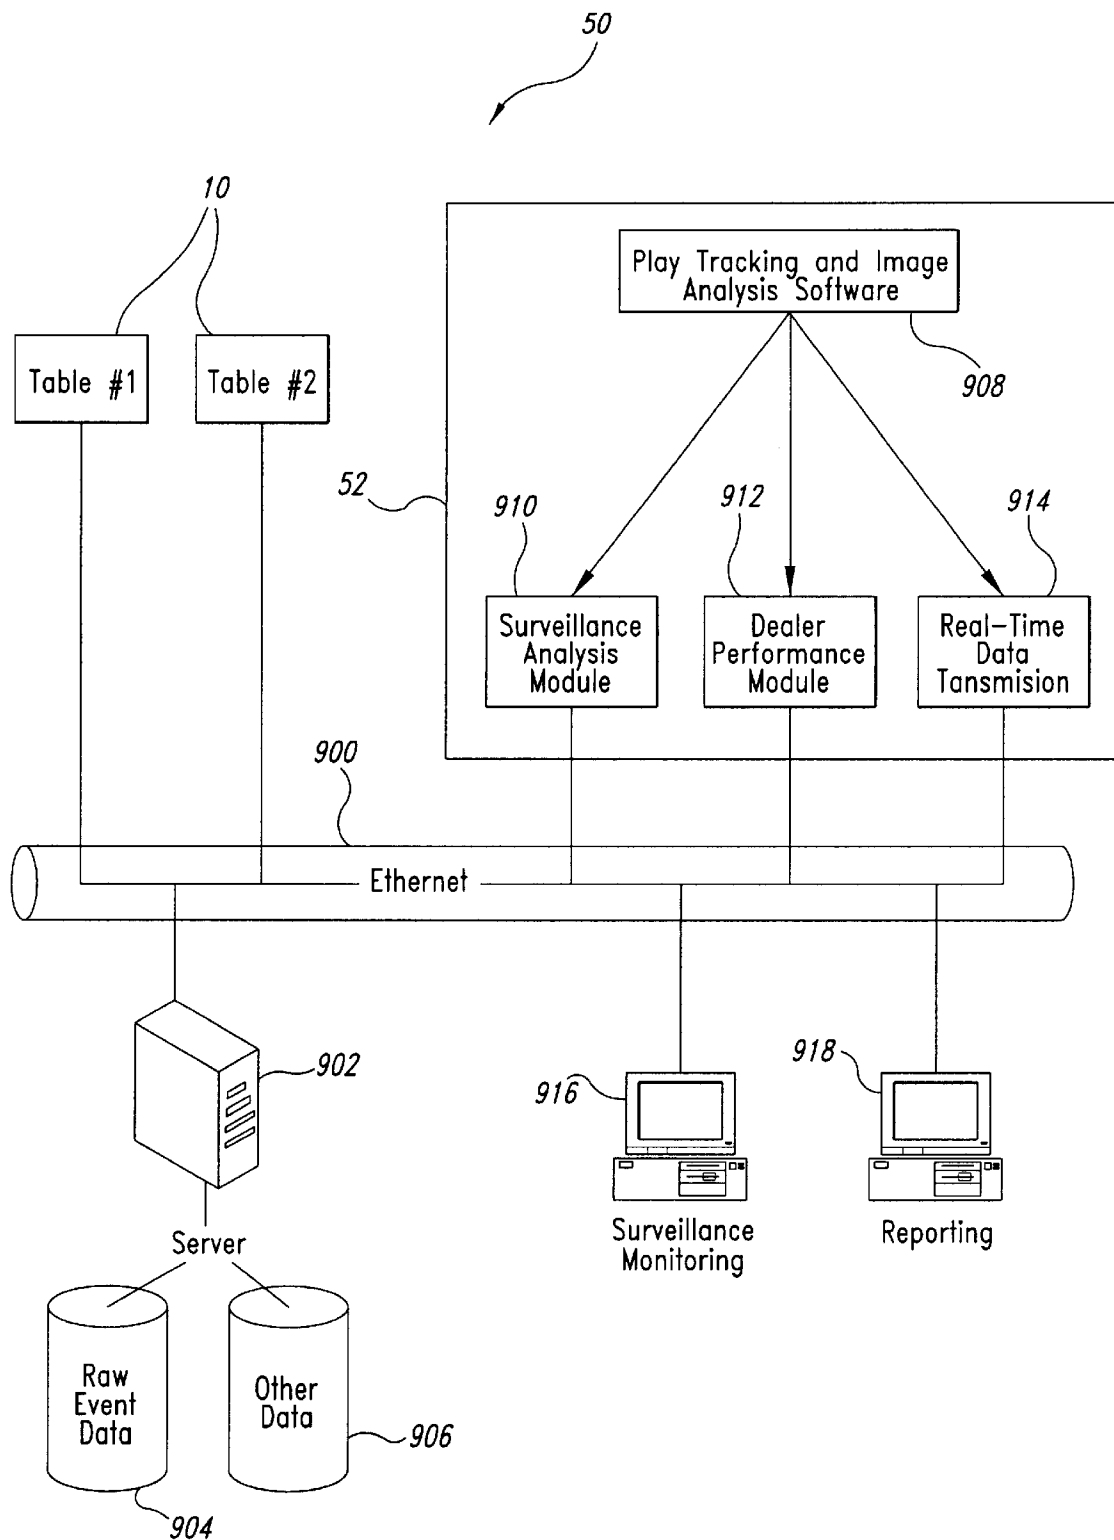 50
10
Play Tracking and Image
Analysis Software
Table #1
Table #2
908
52
910
912
914
Surveillance
Analysis
Module
Dealer
Performance
Module
Real-Time
Data
Tansmision
900
Ethernet
902
916
918
Server
Surveillance
Monitoring
Reporting
Raw
Event
Data
Other
Data
906
904